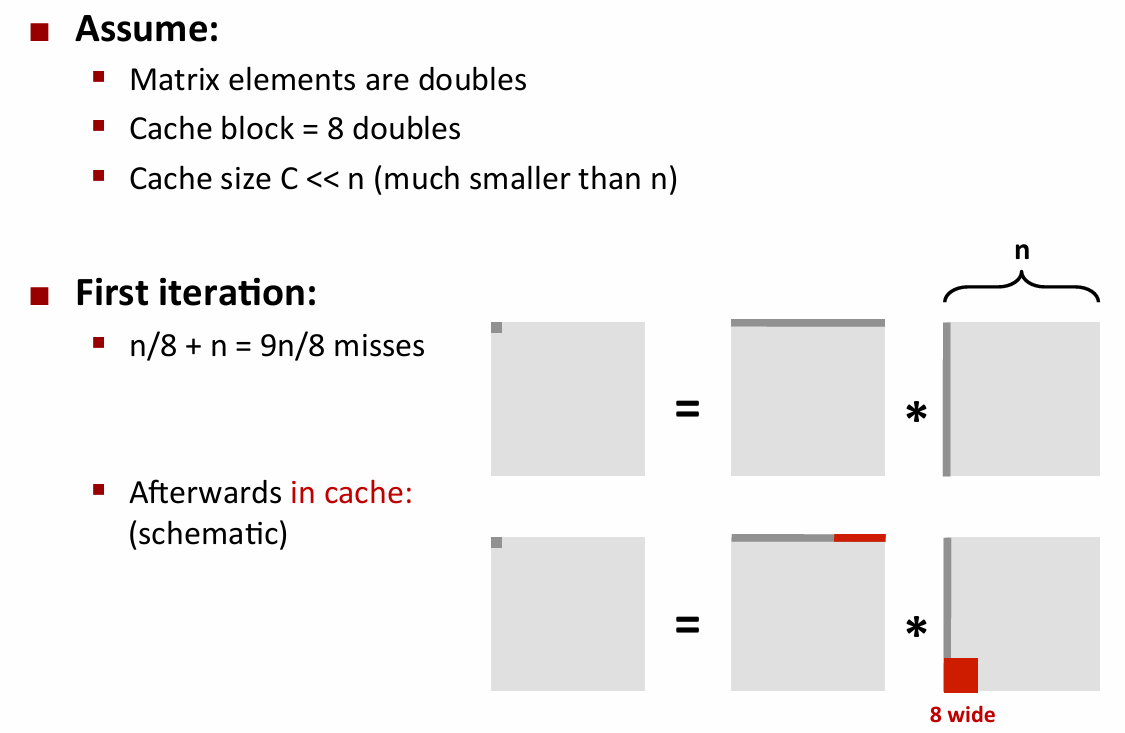 Assume:
Matrix elements are doubles
Cache block = 8 doubles
Cache size C << n (much smaller than n)
First iteration:
n/8 + n = 9n/8 misses
n
= *
Afterwards in cache:
(schematic)
= *
8 wide